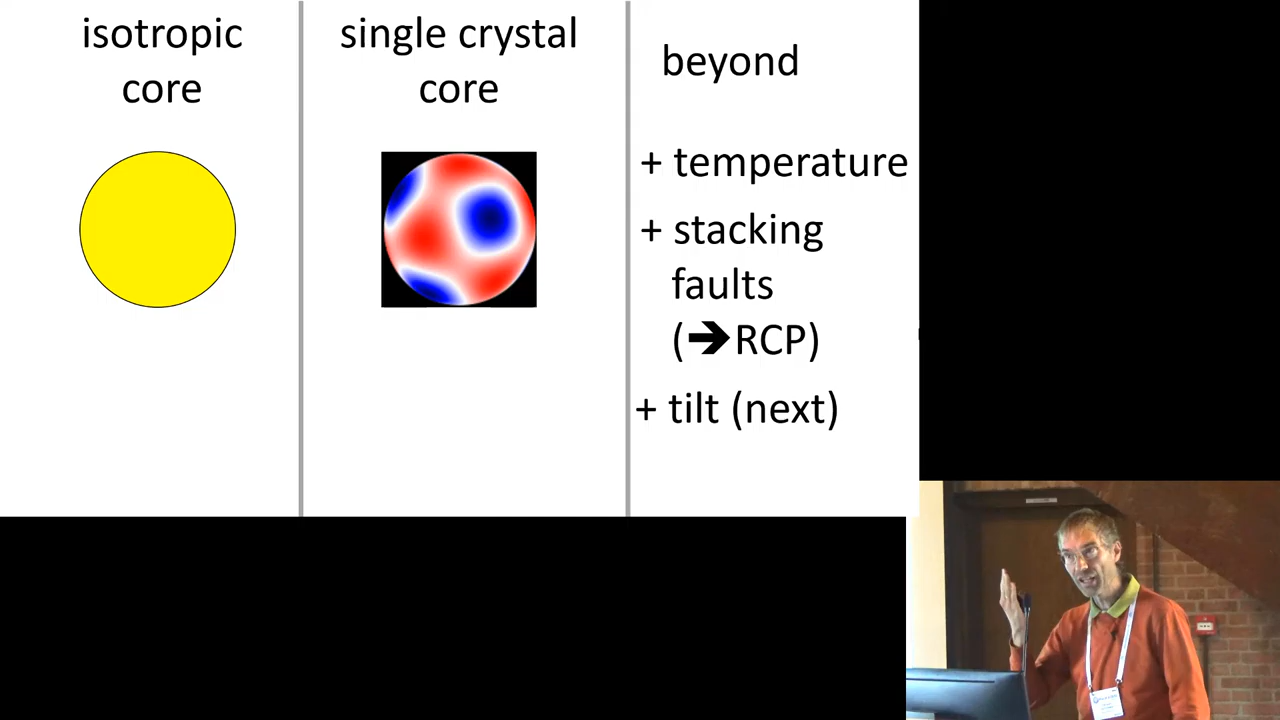 isotropic
core
single crystal
core
beyond
+ temperature
+ stacking
faults
(➔RCP)
+ tilt (next)